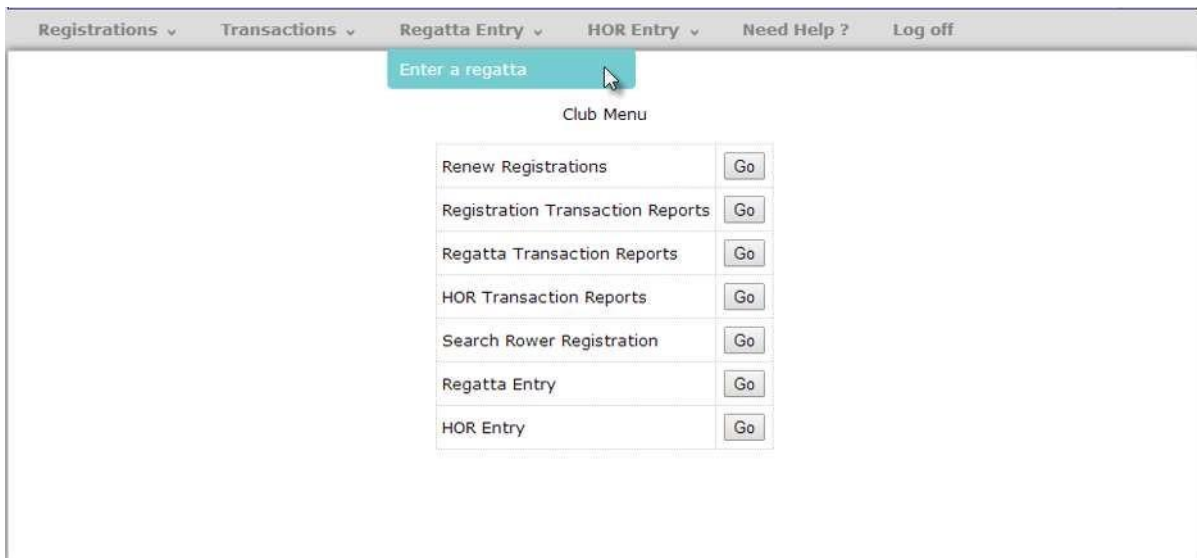 Registrations Transactions Regatta Entry HOR Entry Need Help ? Log off
Enter a regatta
Club Menu
Renew Registrations Go
Registration Transaction Reports Go
Regatta Transaction Reports Go
HOR Transaction Reports Go
Search Rower Registration Go
Regatta Entry Go
HOR Entry Go